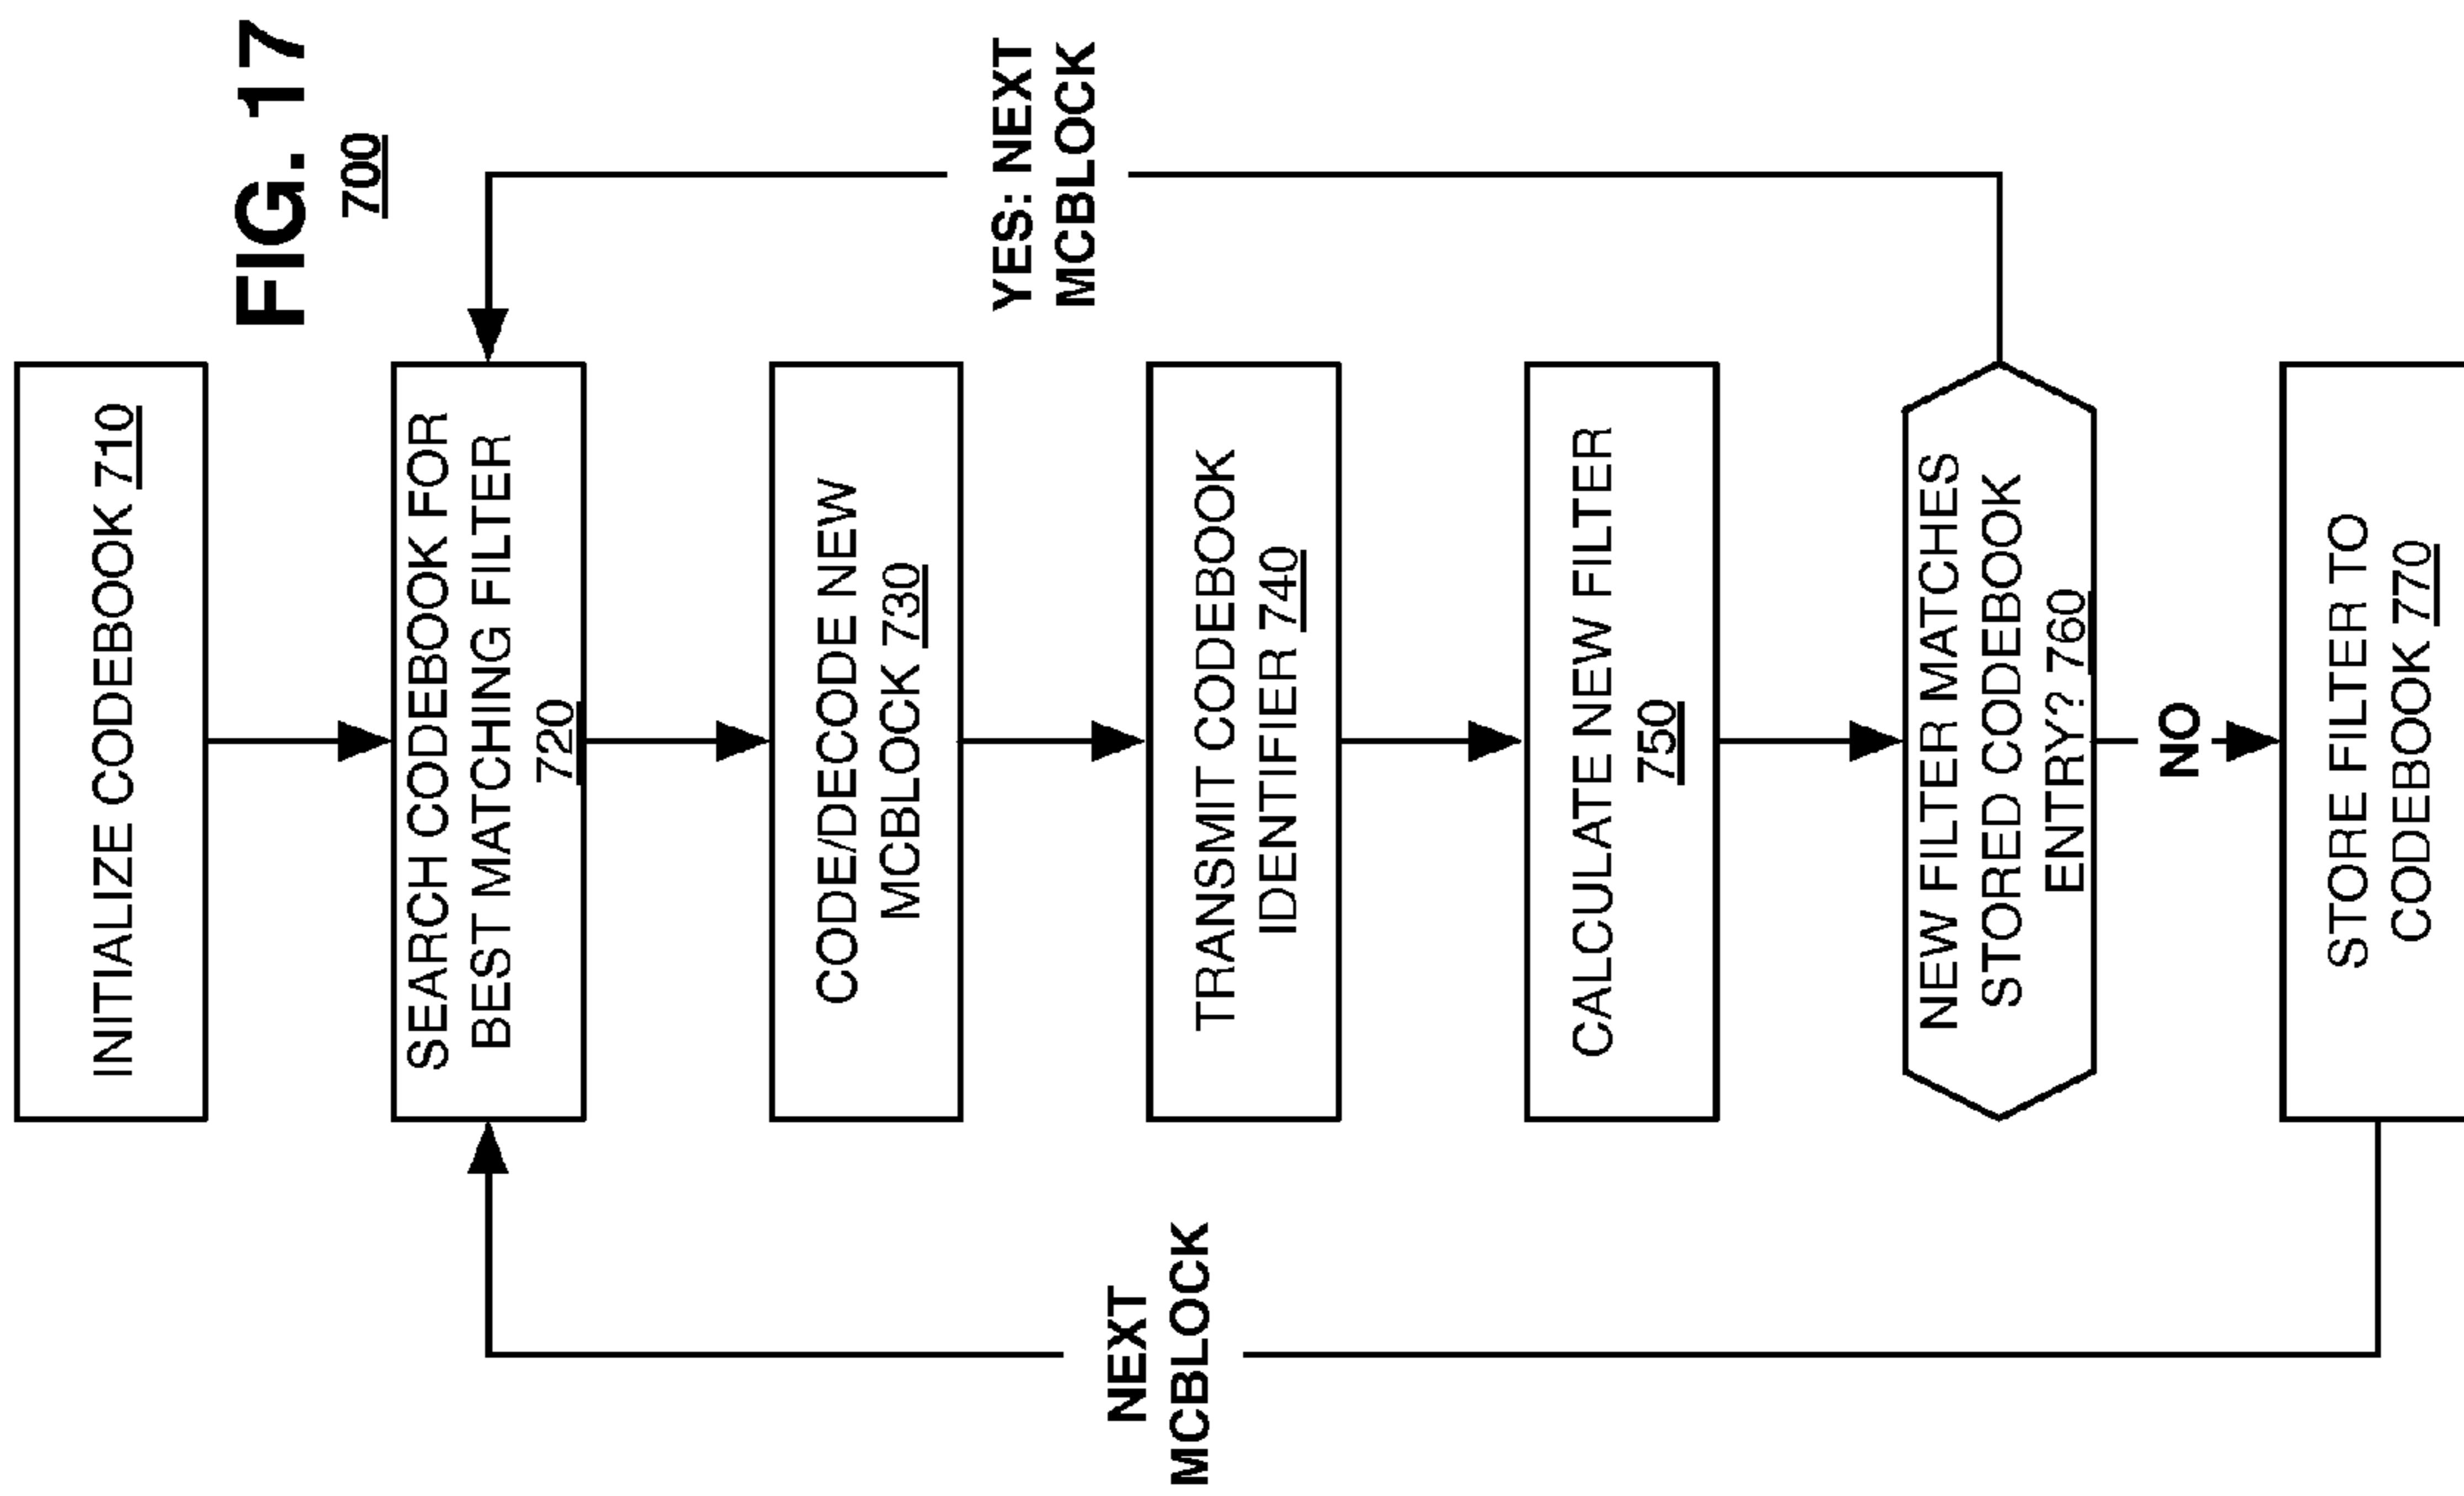 FIG. 17
700
INITIALIZE CODEBOOK 710
SEARCH CODEBOOK FOR
BEST MATCHING FILTER
720
CODE/DECODE NEW
MCBLOCK 730
TRANSMIT CODEBOOK
IDENTIFIER 740
CALCULATE NEW FILTER
750
NEW FILTER MATCHES
STORED CODEBOOK
ENTRY? 760
YES: NEXT
MCBLOCK
NO
STORE FILTER TO
CODEBOOK 770
NEXT
MCBLOCK